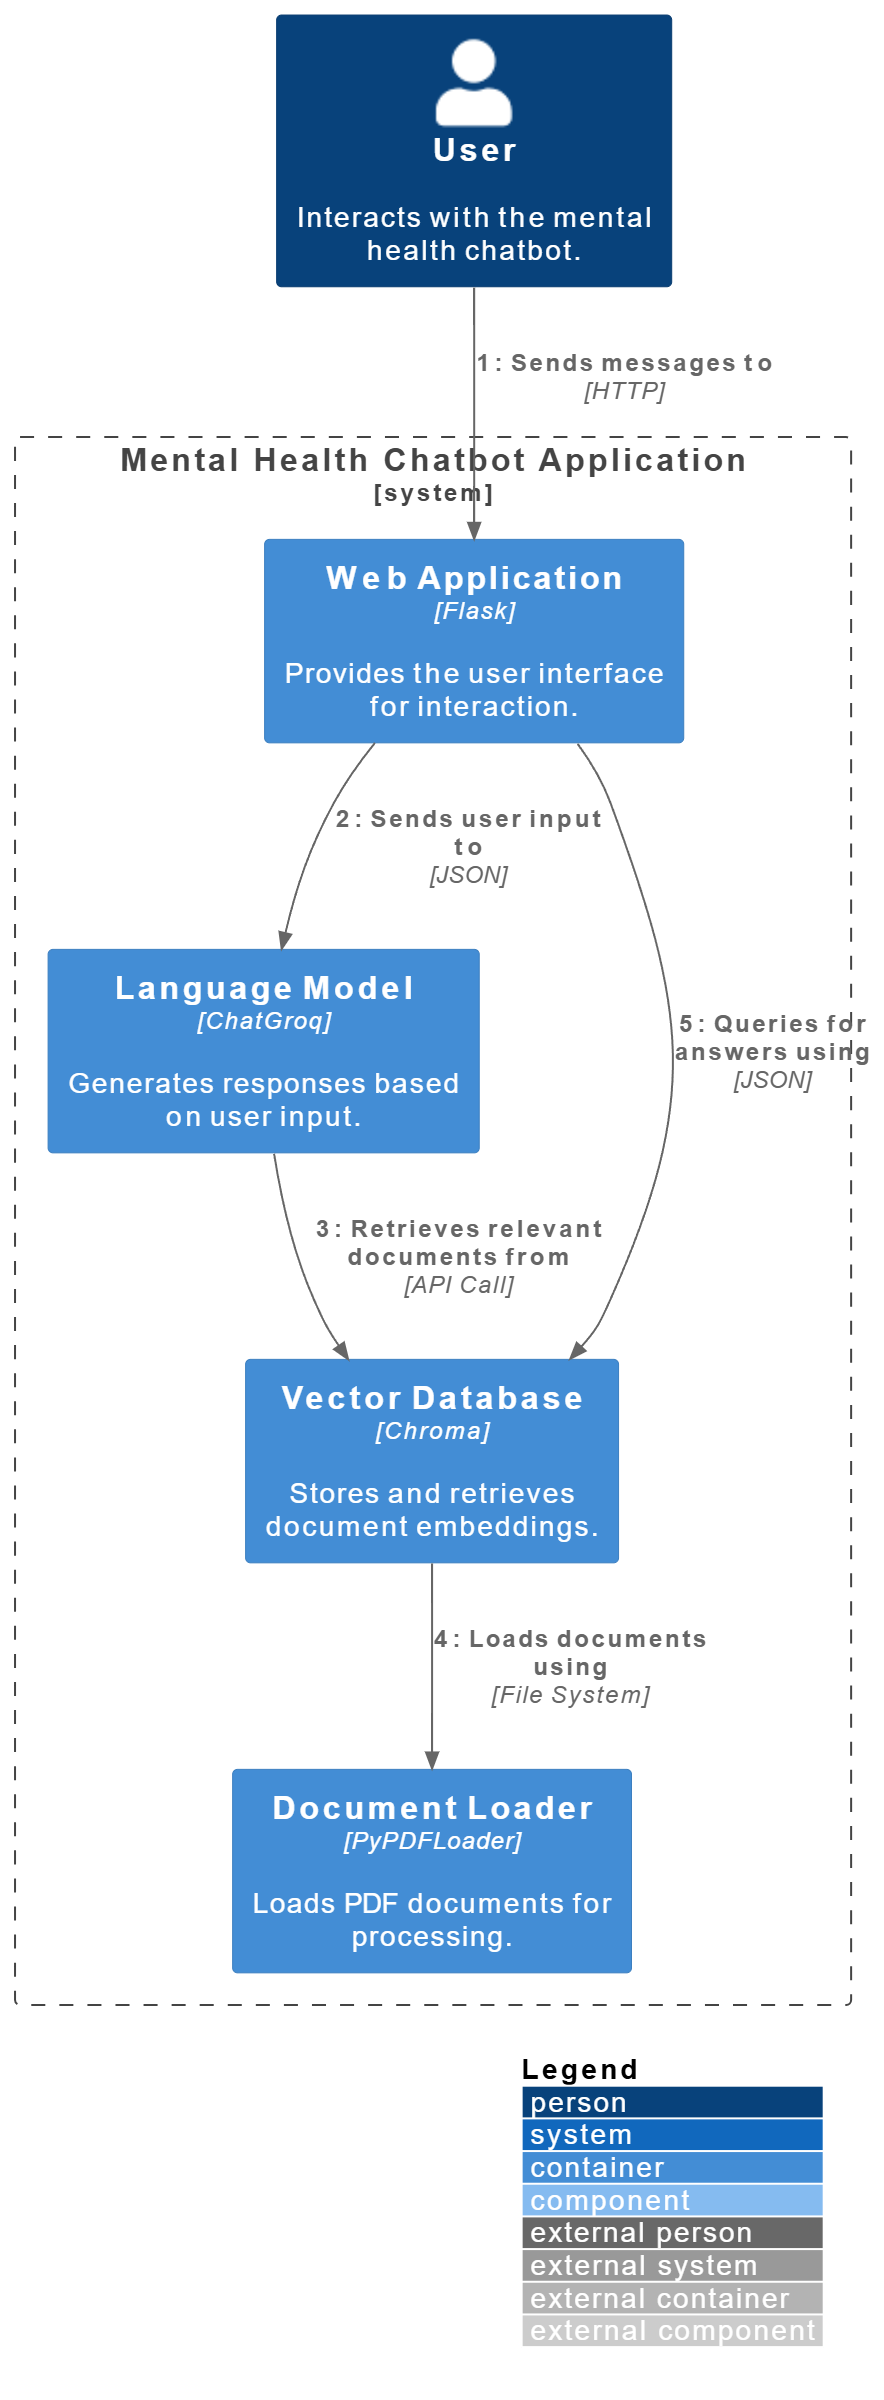 User
Interacts with the mental
health chatbot.
1: Sends messages to
[HTTP]
Mental Health Chatbot Application
[system]
Web Application
[Flask]
Provides the user interface
for interaction.
2: Sends user input
to
[JSON]
Language Model
[ChatGroq]
Generates responses based
on user input.
5: Queries for
answers using
[JSON]
3: Retrieves relevant
documents from
[API Call]
Vector Database
[Chroma]
Stores and retrieves
document embeddings.
4: Loads documents
using
[File System]
Document Loader
[PyPDFLoader]
Loads PDF documents for
processing.
Legend
person
system
container
component
external person
external system
external container
external component